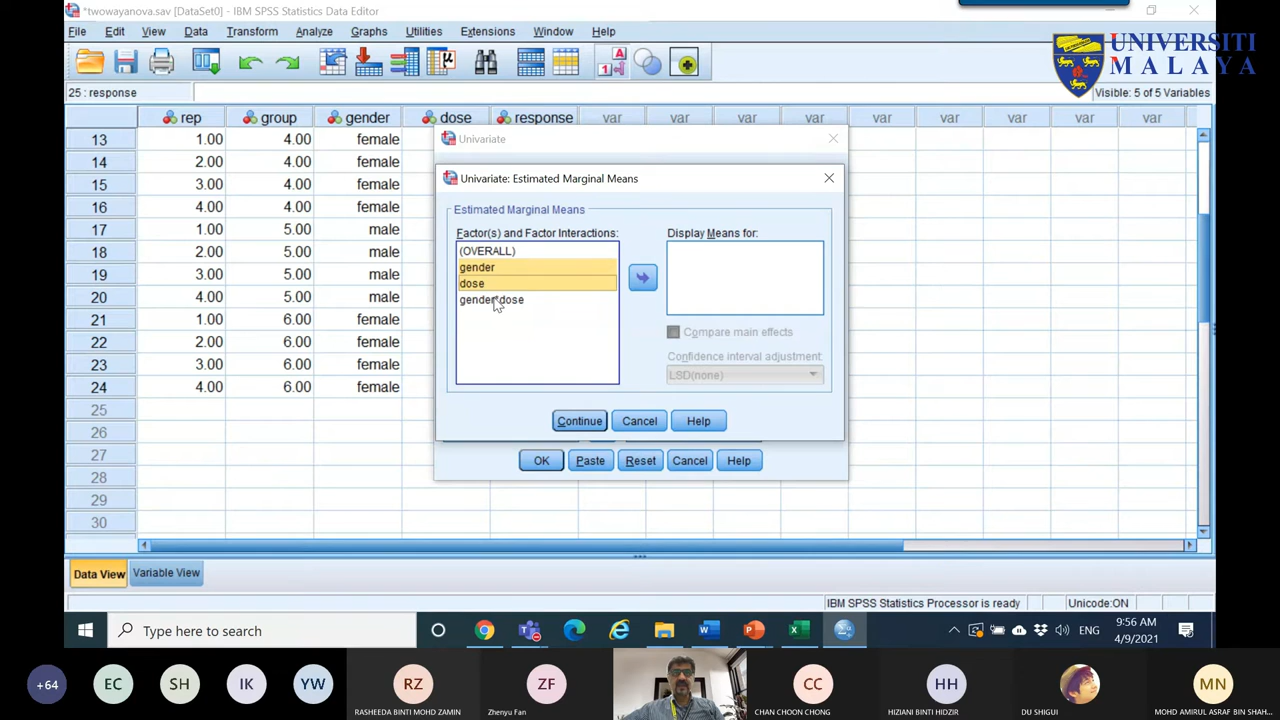 *twowayanova.sav [DataSet0] - IBM SPSS Statistics Data Editor
File Edit View Data Transform Analyze Graphs Utilities Extensions Window Help
UNIVERSITI
MALAYA
25 : response
Visible: 5 of 5 Variables
rep group gender dose response var var var var var var
13 1.00 4.00 female
14 2.00 4.00 female
15 3.00 4.00 female
16 4.00 4.00 female
17 1.00 5.00 male
18 2.00 5.00 male
19 3.00 5.00 male
20 4.00 5.00 male
21 1.00 6.00 female
22 2.00 6.00 female
23 3.00 6.00 female
24 4.00 6.00 female
25
26
27
28
29
30
Univariate
Univariate: Estimated Marginal Means
Estimated Marginal Means
Factor(s) and Factor Interactions:
(OVERALL)
gender
dose
gender*dose
Display Means for:
Compare main effects
Confidence interval adjustment:
LSD(none)
Continue Cancel Help
OK Paste Reset Cancel Help
Data View Variable View
IBM SPSS Statistics Processor is ready Unicode:ON
Type here to search
ENG
9:56 AM
4/9/2021
+64 EC SH IK YW RZ ZF CC HH MN
RASHEEDA BINTI MOHD ZAMIN Zhenyu Fan CHAN CHOON CHONG HIZIANI BINTI HIDZIR DU SHIGUI MOHD AMIRUL ASRAF BIN SHAH...